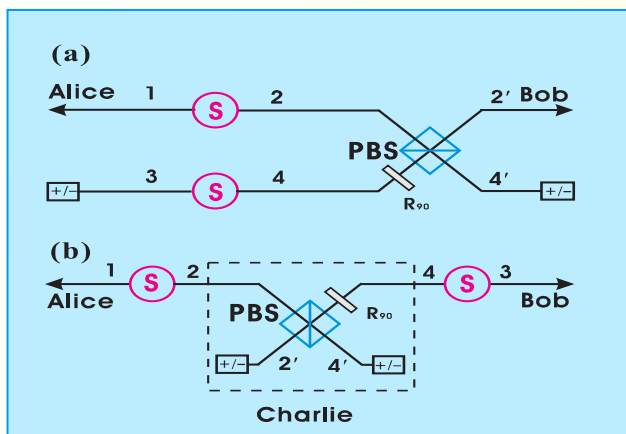 (a)
Alice 1 S 2 2' Bob
PBS
+/- 3 S 4 R₉₀ 4' +/-
(b)
1 S 2 4 S 3
Alice PBS R₉₀ Bob
+/- 2' 4' +/-
Charlie